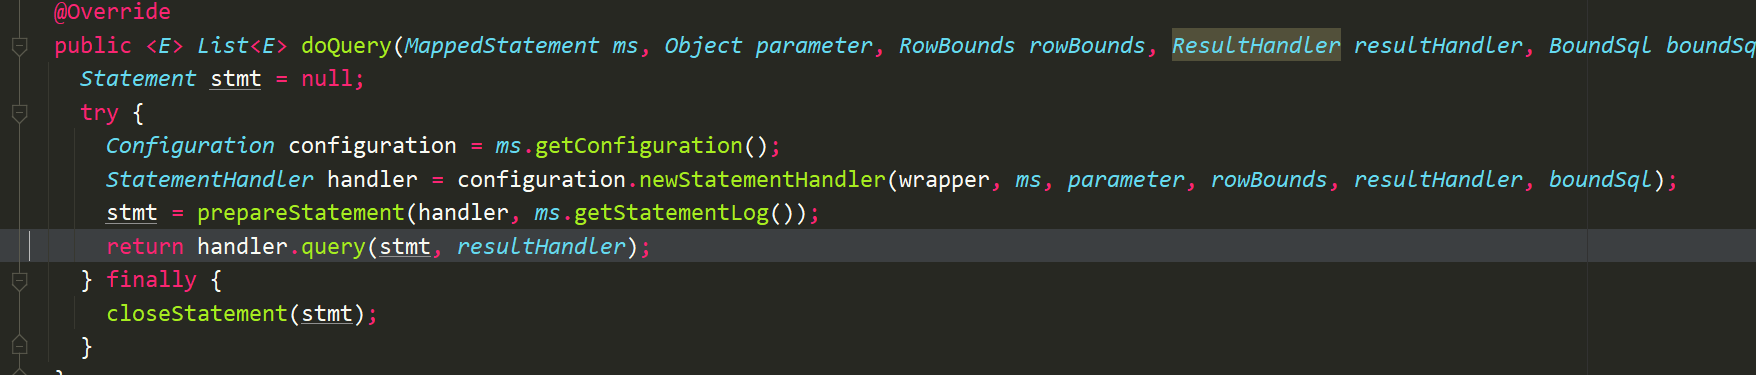 @Override
public <E> List<E> doQuery(MappedStatement ms, Object parameter, RowBounds rowBounds, ResultHandler resultHandler, BoundSql boundSq
Statement stmt = null;
try {
Configuration configuration = ms.getConfiguration();
StatementHandler handler = configuration.newStatementHandler(wrapper, ms, parameter, rowBounds, resultHandler, boundSql);
stmt = prepareStatement(handler, ms.getStatementLog());
return handler.query(stmt, resultHandler);
} finally {
closeStatement(stmt);
}
}